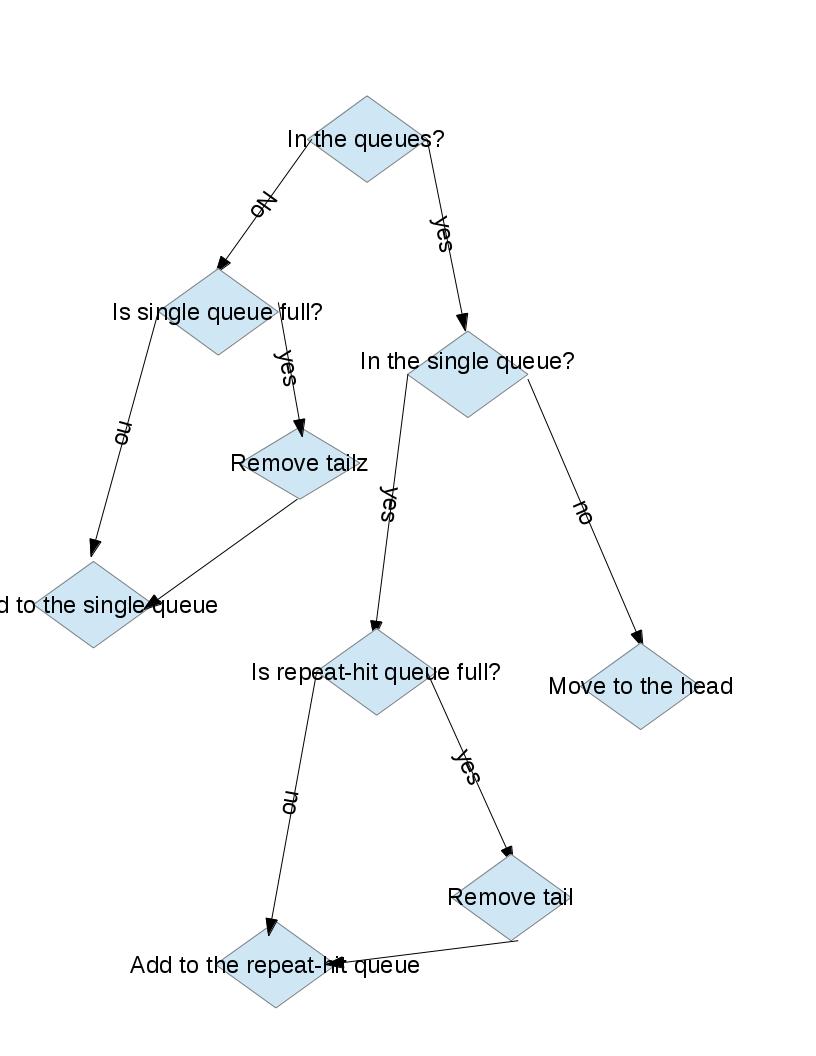 In the queues?
No
yes
Is single queue full?
In the single queue?
yes
no
Remove tailz
yes
no
d to the single queue
Is repeat-hit queue full?
Move to the head
yes
no
Remove tail
Add to the repeat-hit queue